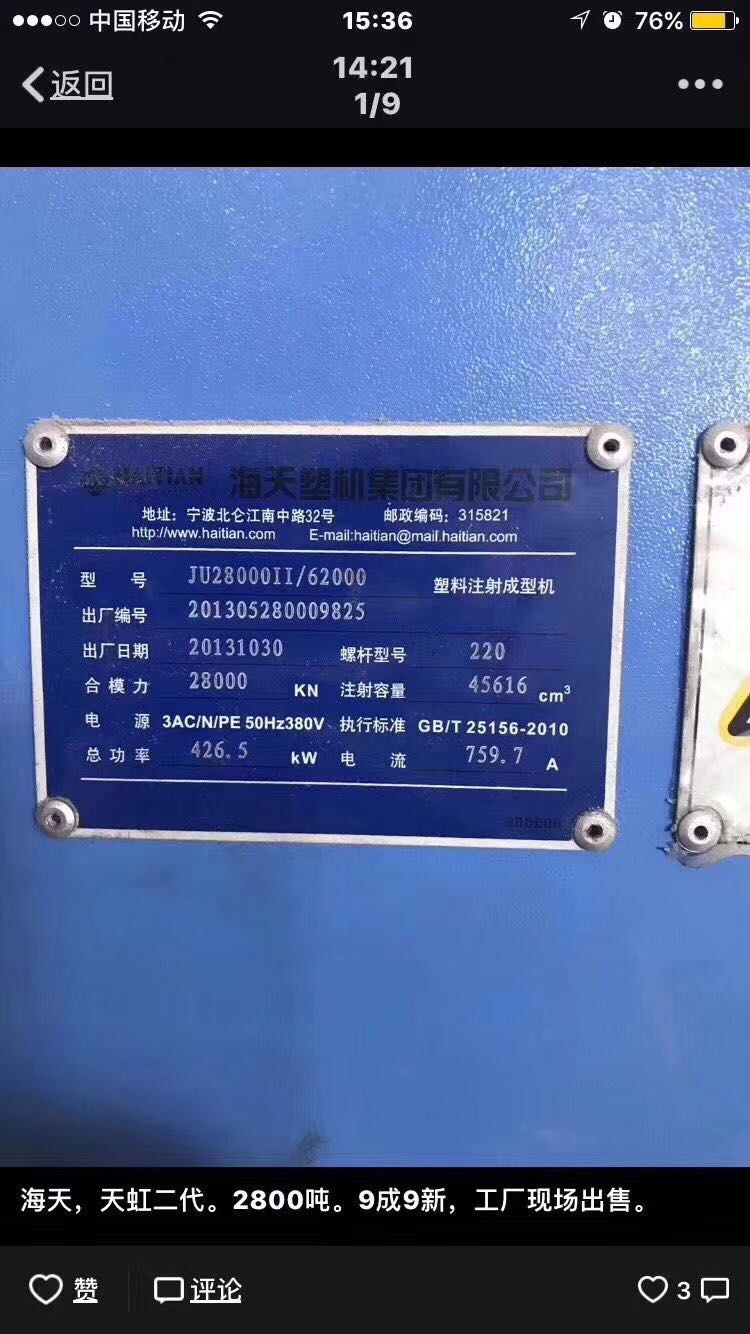 中国移动
15:36
76%
返回
14:21
1/9
HAITIAN 海天塑机集团有限公司
地址：宁波北仑江南中路32号 邮政编码：315821
http://www.haitian.com E-mail:haitian@mail.haitian.com
型号 JU28000II/62000 塑料注射成型机
出厂编号 201305280009825
出厂日期 20131030 螺杆型号 220
合模力 28000 KN 注射容量 45616 cm³
电源 3AC/N/PE 50Hz380V 执行标准 GB/T 25156-2010
总功率 426.5 kW 电流 759.7 A
海天，天虹二代。2800吨。9成9新，工厂现场出售。
赞
评论
3